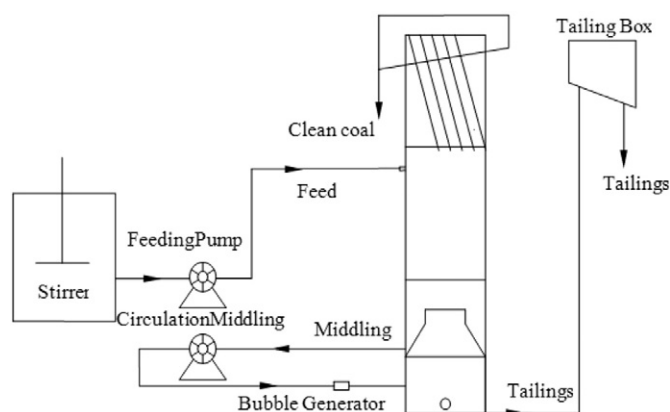 Tailing Box
Clean coal
Tailings
Feed
FeedingPump
Stirrer
CirculationMiddling
Middling
Bubble Generator
Tailings